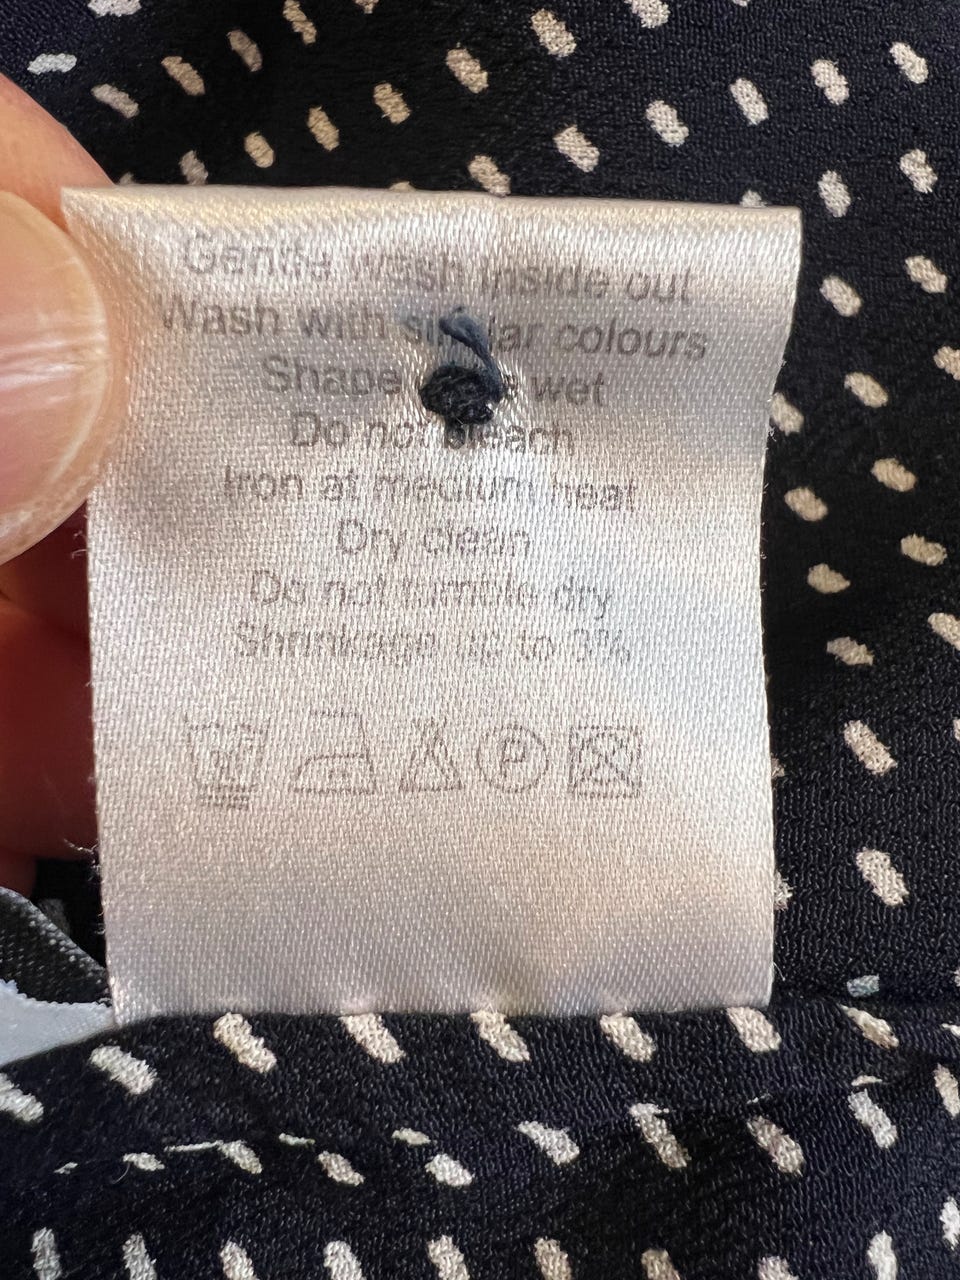 Gentle wash inside out
Wash with similar colours
Shape wet
Do not bleach
Iron at medium heat
Dry clean
Do not tumble dry
Shrinkage up to 3%
P